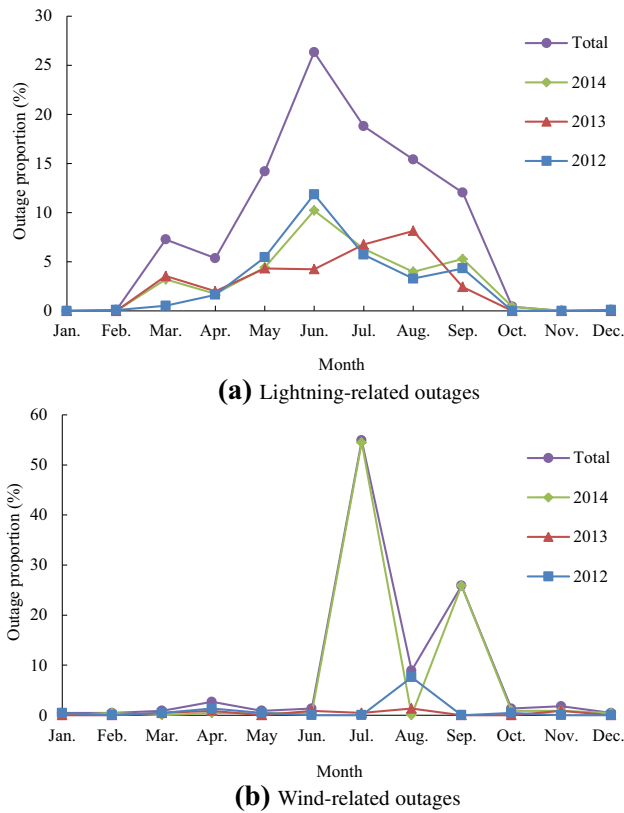 30
25
20
15
10
5
0
Outage proportion (%)
Total
2014
2013
2012
Jan. Feb. Mar. Apr. May Jun. Jul. Aug. Sep. Oct. Nov. Dec.
Month
(a) Lightning-related outages
60
50
40
30
20
10
0
Outage proportion (%)
Total
2014
2013
2012
Jan. Feb. Mar. Apr. May Jun. Jul. Aug. Sep. Oct. Nov. Dec.
Month
(b) Wind-related outages